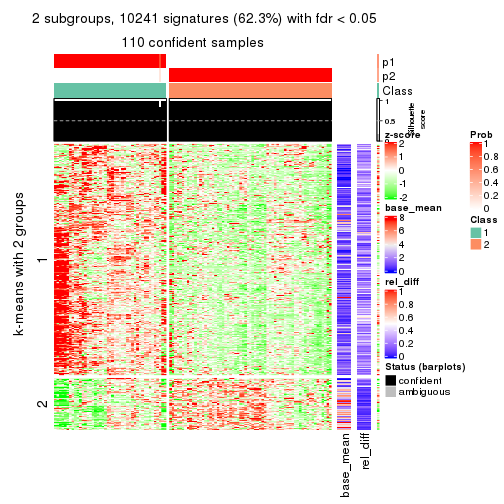 2 subgroups, 10241 signatures (62.3%) with fdr < 0.05
110 confident samples
p1
p2
Class
1
0.5
0
Silhouette
score
k-means with 2 groups
1
2
base_mean
rel_diff
z-score
2
1
0
-1
-2
base_mean
8
6
4
2
0
rel_diff
1
0.8
0.6
0.4
0.2
0
Status (barplots)
confident
ambiguous
Prob
1
0.8
0.6
0.4
0.2
0
Class
1
2